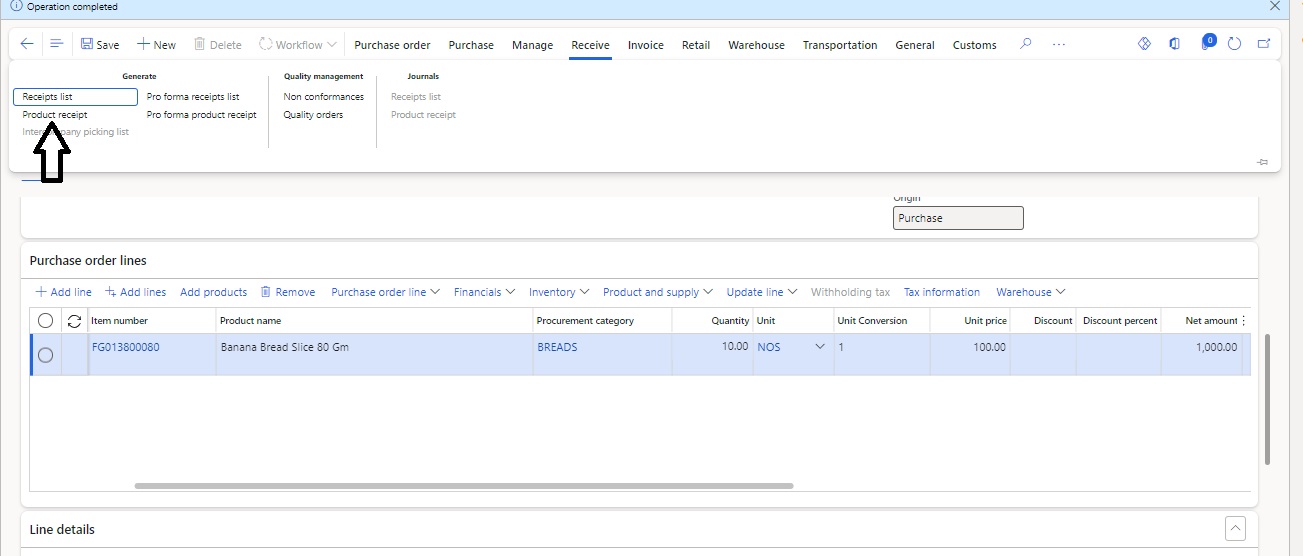 Operation completed
Save New Delete Workflow Purchase order Purchase Manage Receive Invoice Retail Warehouse Transportation General Customs 0
Generate Quality management Journals
Receipts list Pro forma receipts list Non conformances Receipts list
Product receipt Pro forma product receipt Quality orders Product receipt
Intercompany picking list
Origin
Purchase
Purchase order lines
Add line Add lines Add products Remove Purchase order line Financials Inventory Product and supply Update line Withholding tax Tax information Warehouse
Item number Product name Procurement category Quantity Unit Unit Conversion Unit price Discount Discount percent Net amount
FG013800080 Banana Bread Slice 80 Gm BREADS 10.00 NOS 1 100.00 1,000.00
Line details